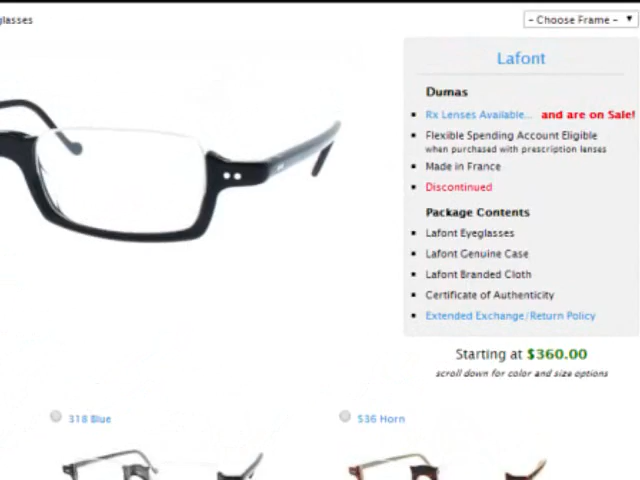 glasses
- Choose Frame -
Lafont
Dumas
Rx Lenses Available... and are on Sale!
Flexible Spending Account Eligible
when purchased with prescription lenses
Made in France
Discontinued
Package Contents
Lafont Eyeglasses
Lafont Genuine Case
Lafont Branded Cloth
Certificate of Authenticity
Extended Exchange/Return Policy
Starting at $360.00
scroll down for color and size options
318 Blue
536 Horn